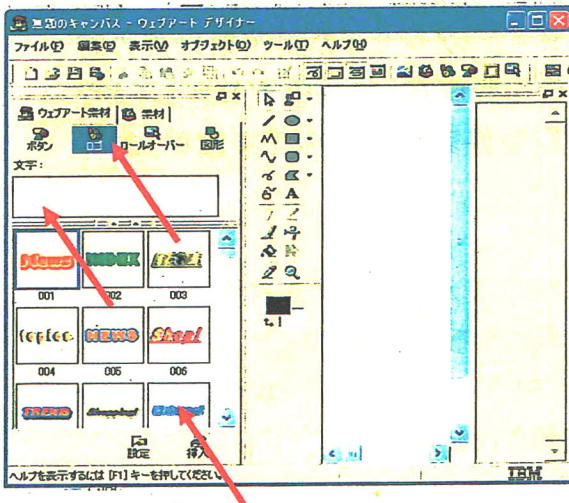 無題のキャンバス - ウェブアート デザイナー
ファイル(F) 編集(E) 表示(V) オブジェクト(O) ツール(T) ヘルプ(H)
ウェブアート素材 素材
ボタン ロゴ ロールオーバー 図形
文字:
News INDEX
001 002 003
topics NEWS Shop!
004 005 006
TREND Shopping!
設定 挿入
ヘルプを表示するには [F1] キーを押してください。
IBM